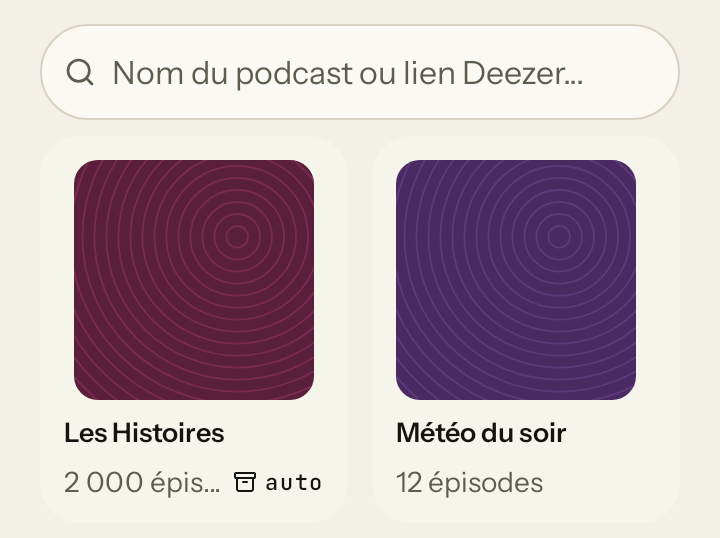 Nom du podcast ou lien Deezer...
Les Histoires
2 000 épis... auto
Météo du soir
12 épisodes